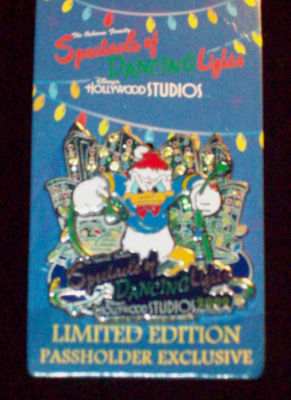 The Osborne Family
Spectacle of
DANCING Lights
Disney's
HOLLYWOOD STUDIOS
Spectacle of
DANCING Lights
HOLLYWOOD STUDIOS
LIMITED EDITION
PASSHOLDER EXCLUSIVE